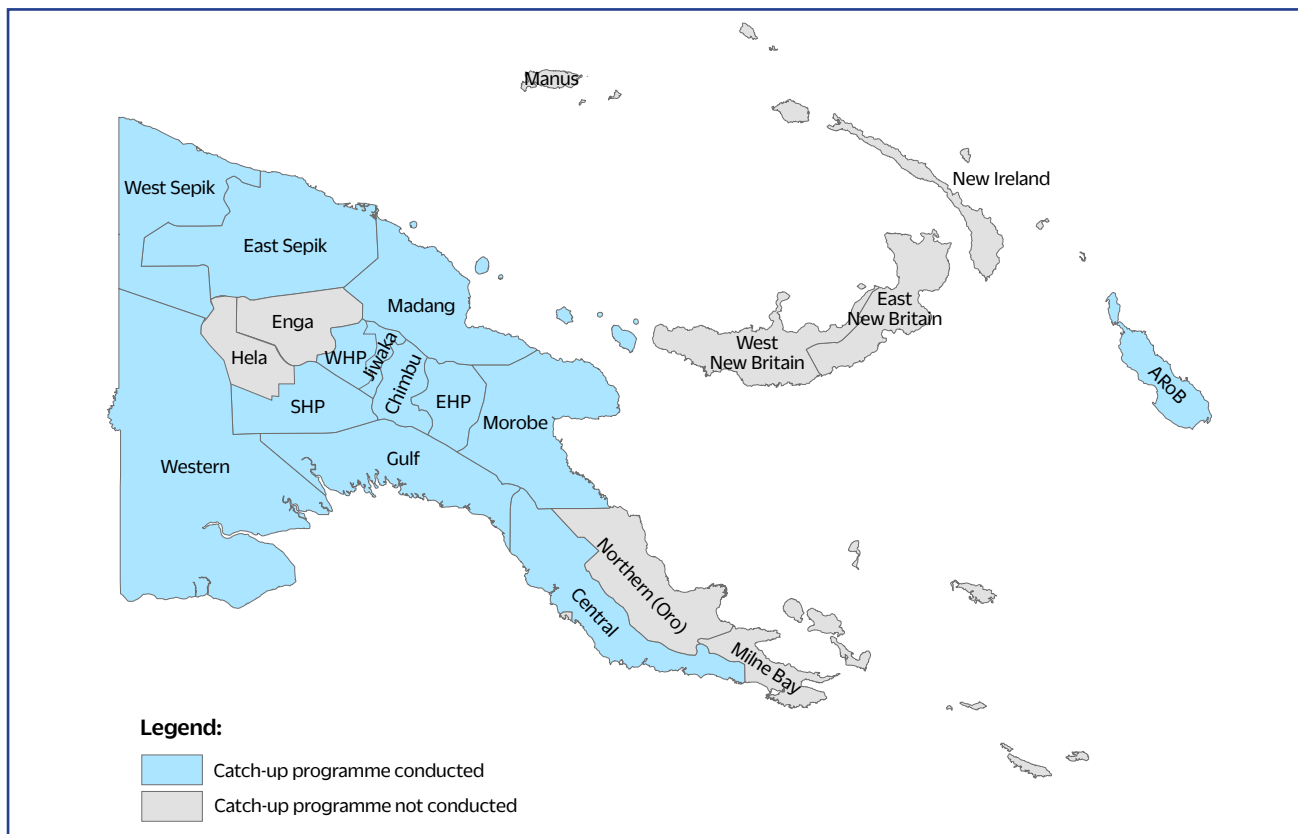 Manus
New Ireland
West Sepik
East Sepik
Madang
Enga
Hela
WHP
Jiwaka
Chimbu
EHP
SHP
Morobe
Western
Gulf
East
New Britain
West
New Britain
ARoB
Northern (Oro)
Central
Milne Bay
Legend:
Catch-up programme conducted
Catch-up programme not conducted